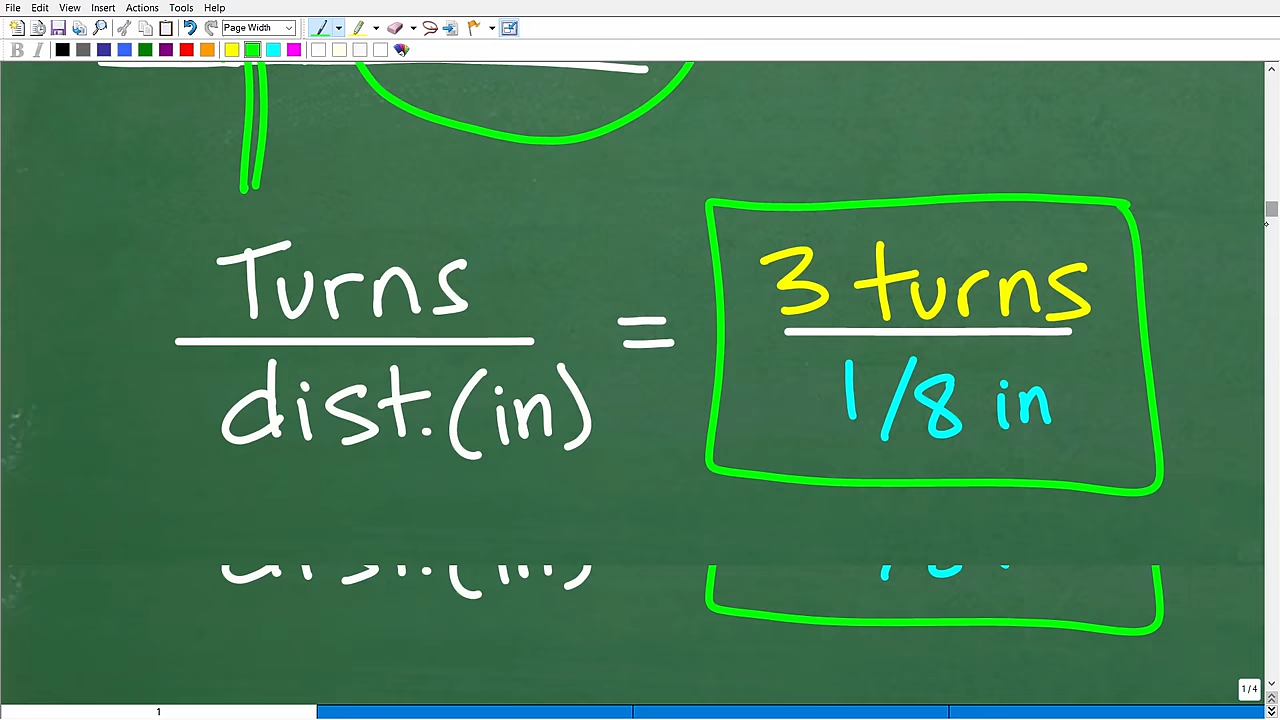 File Edit View Insert Actions Tools Help
Page Width
B I
Turns = 3 turns
dist.(in) 1/8 in
1/4
1